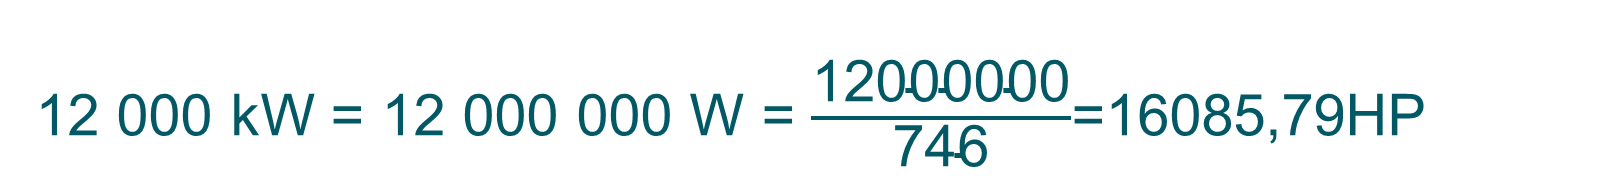 12 000 kW = 12 000 000 W = 12000000/746 =16085,79HP